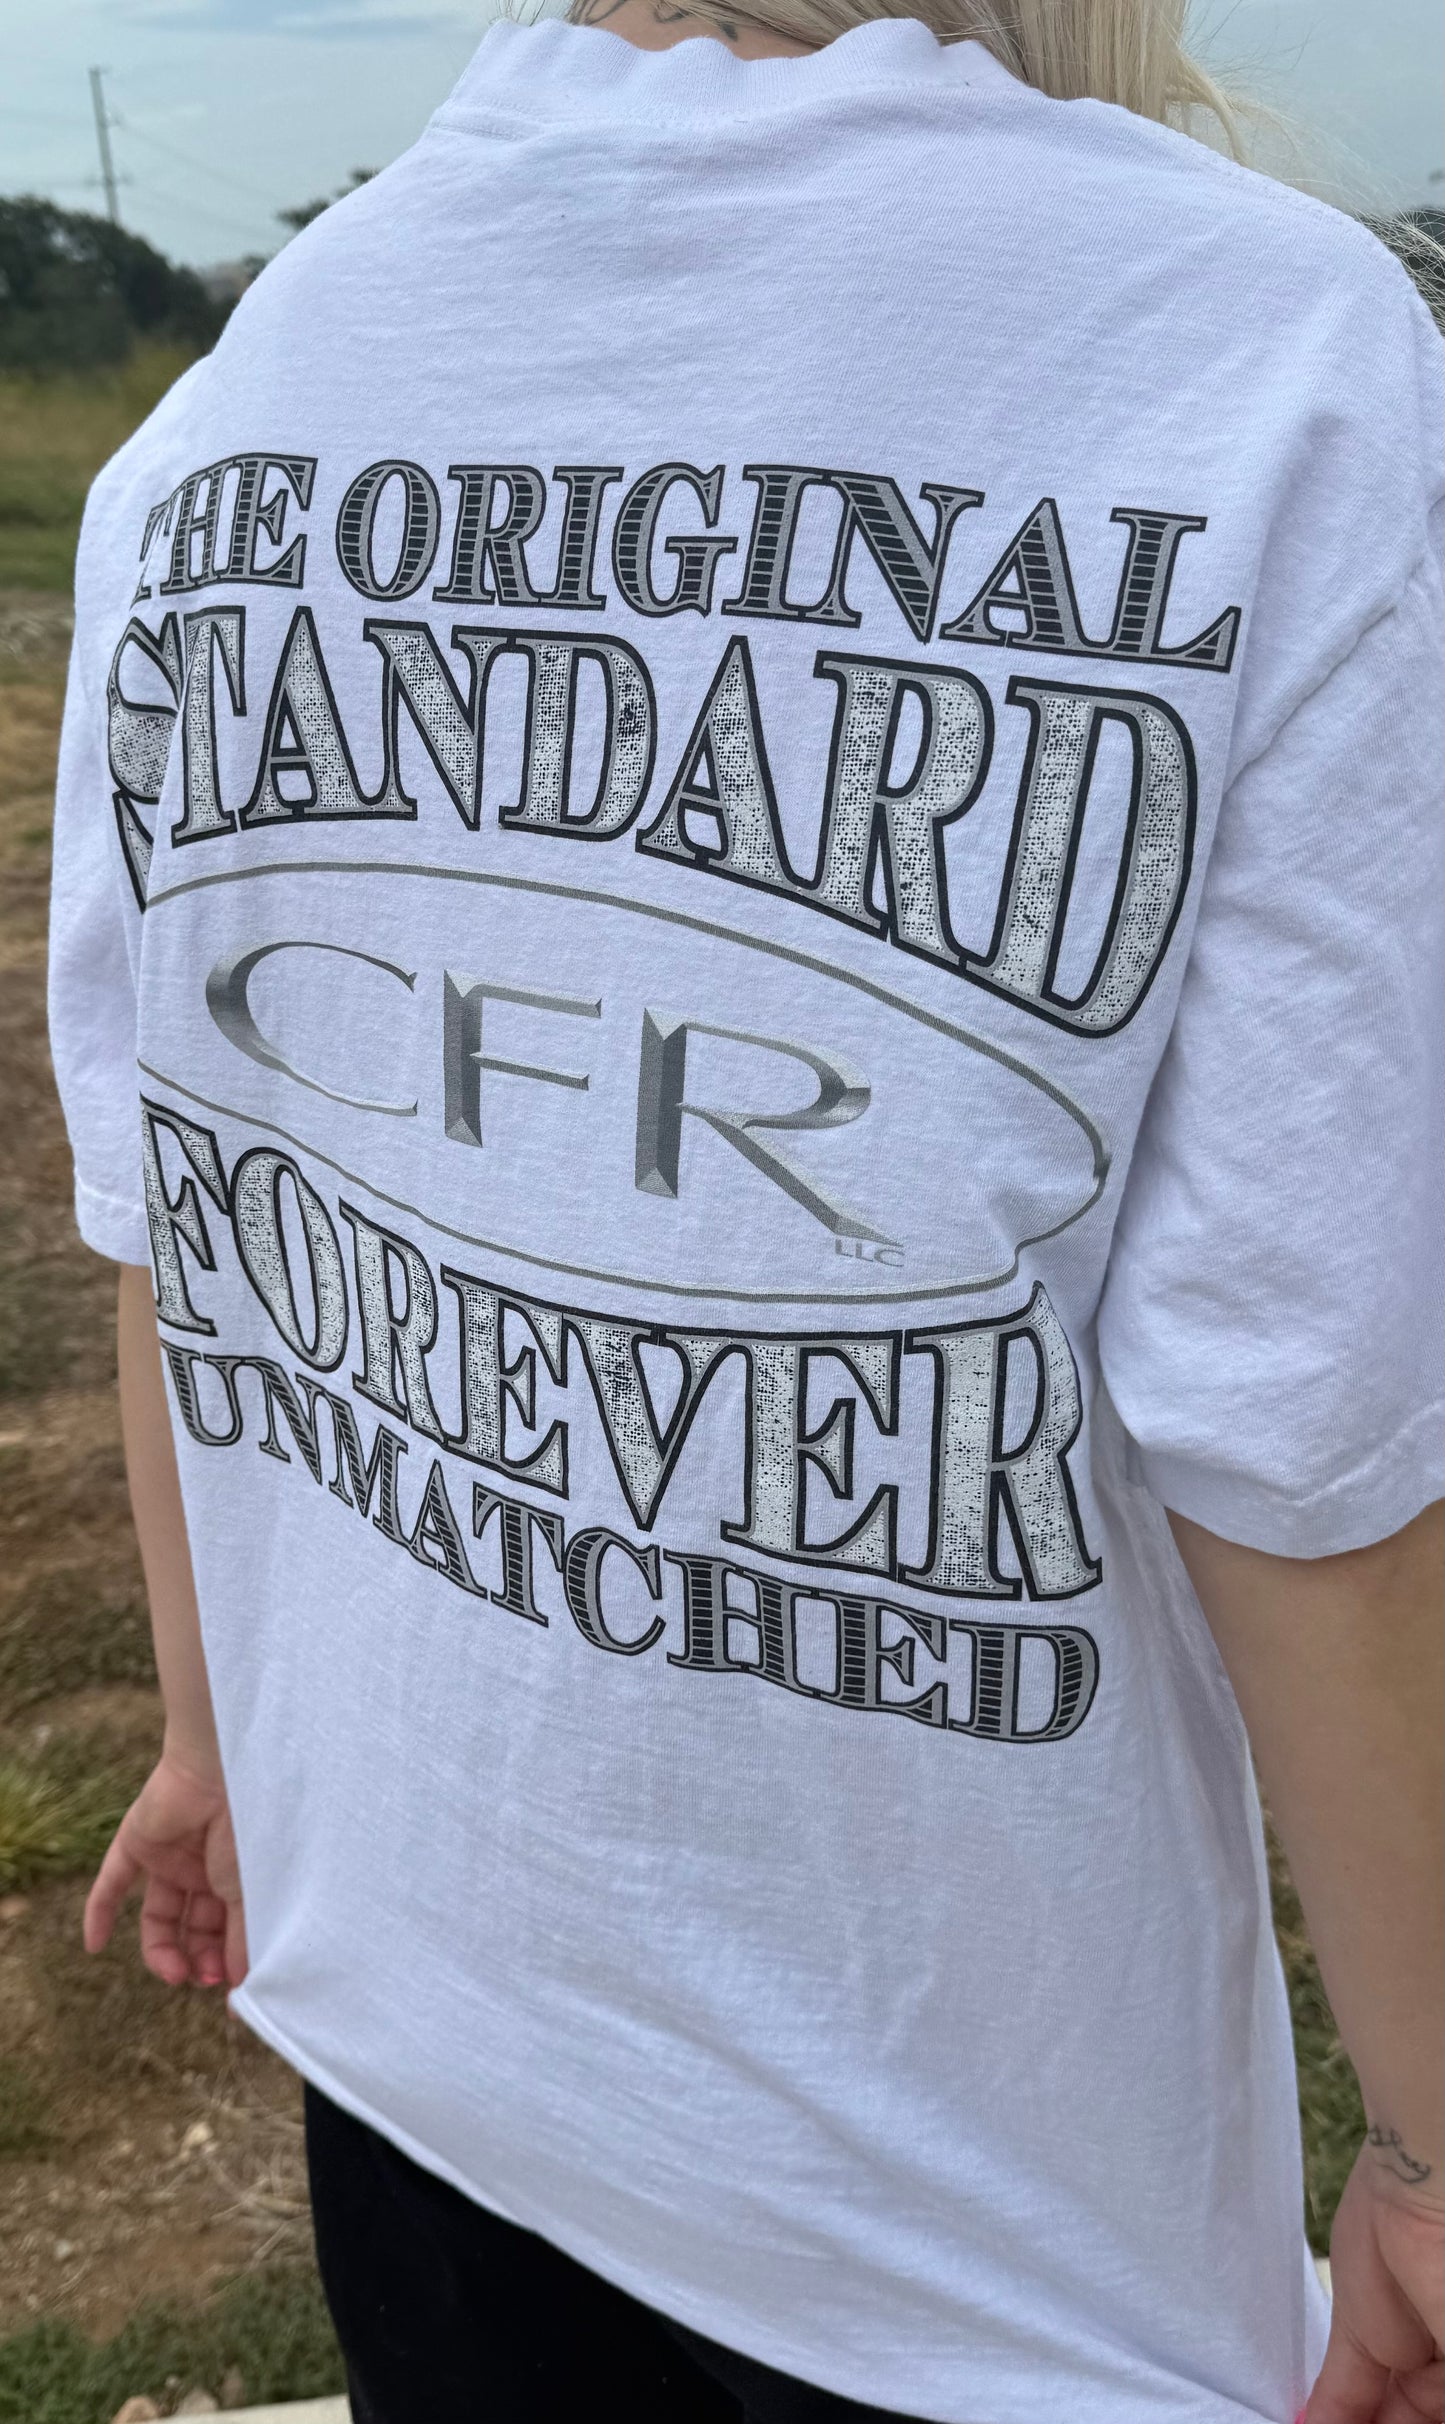 THE ORIGINAL
STANDARD
CFR
LLC
FOREVER
UNMATCHED